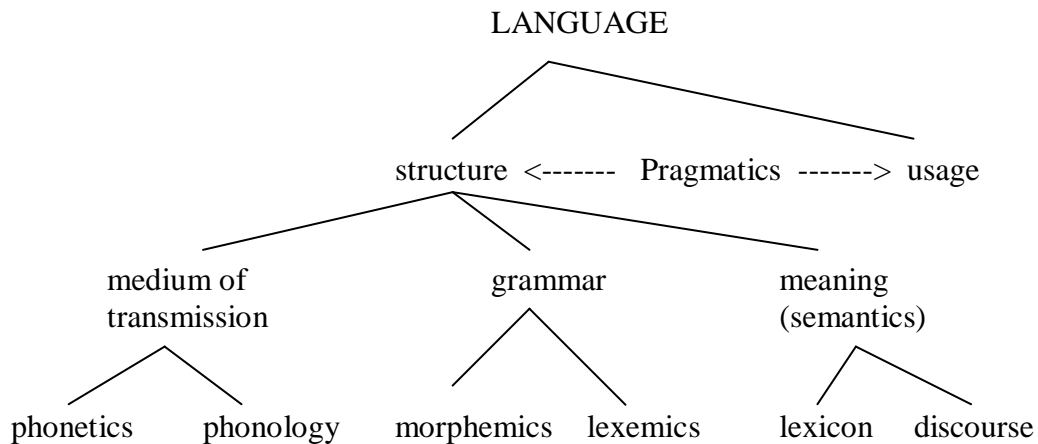 LANGUAGE
structure <------- Pragmatics -------> usage
medium of grammar meaning
transmission (semantics)
phonetics phonology morphemics lexemics lexicon discourse